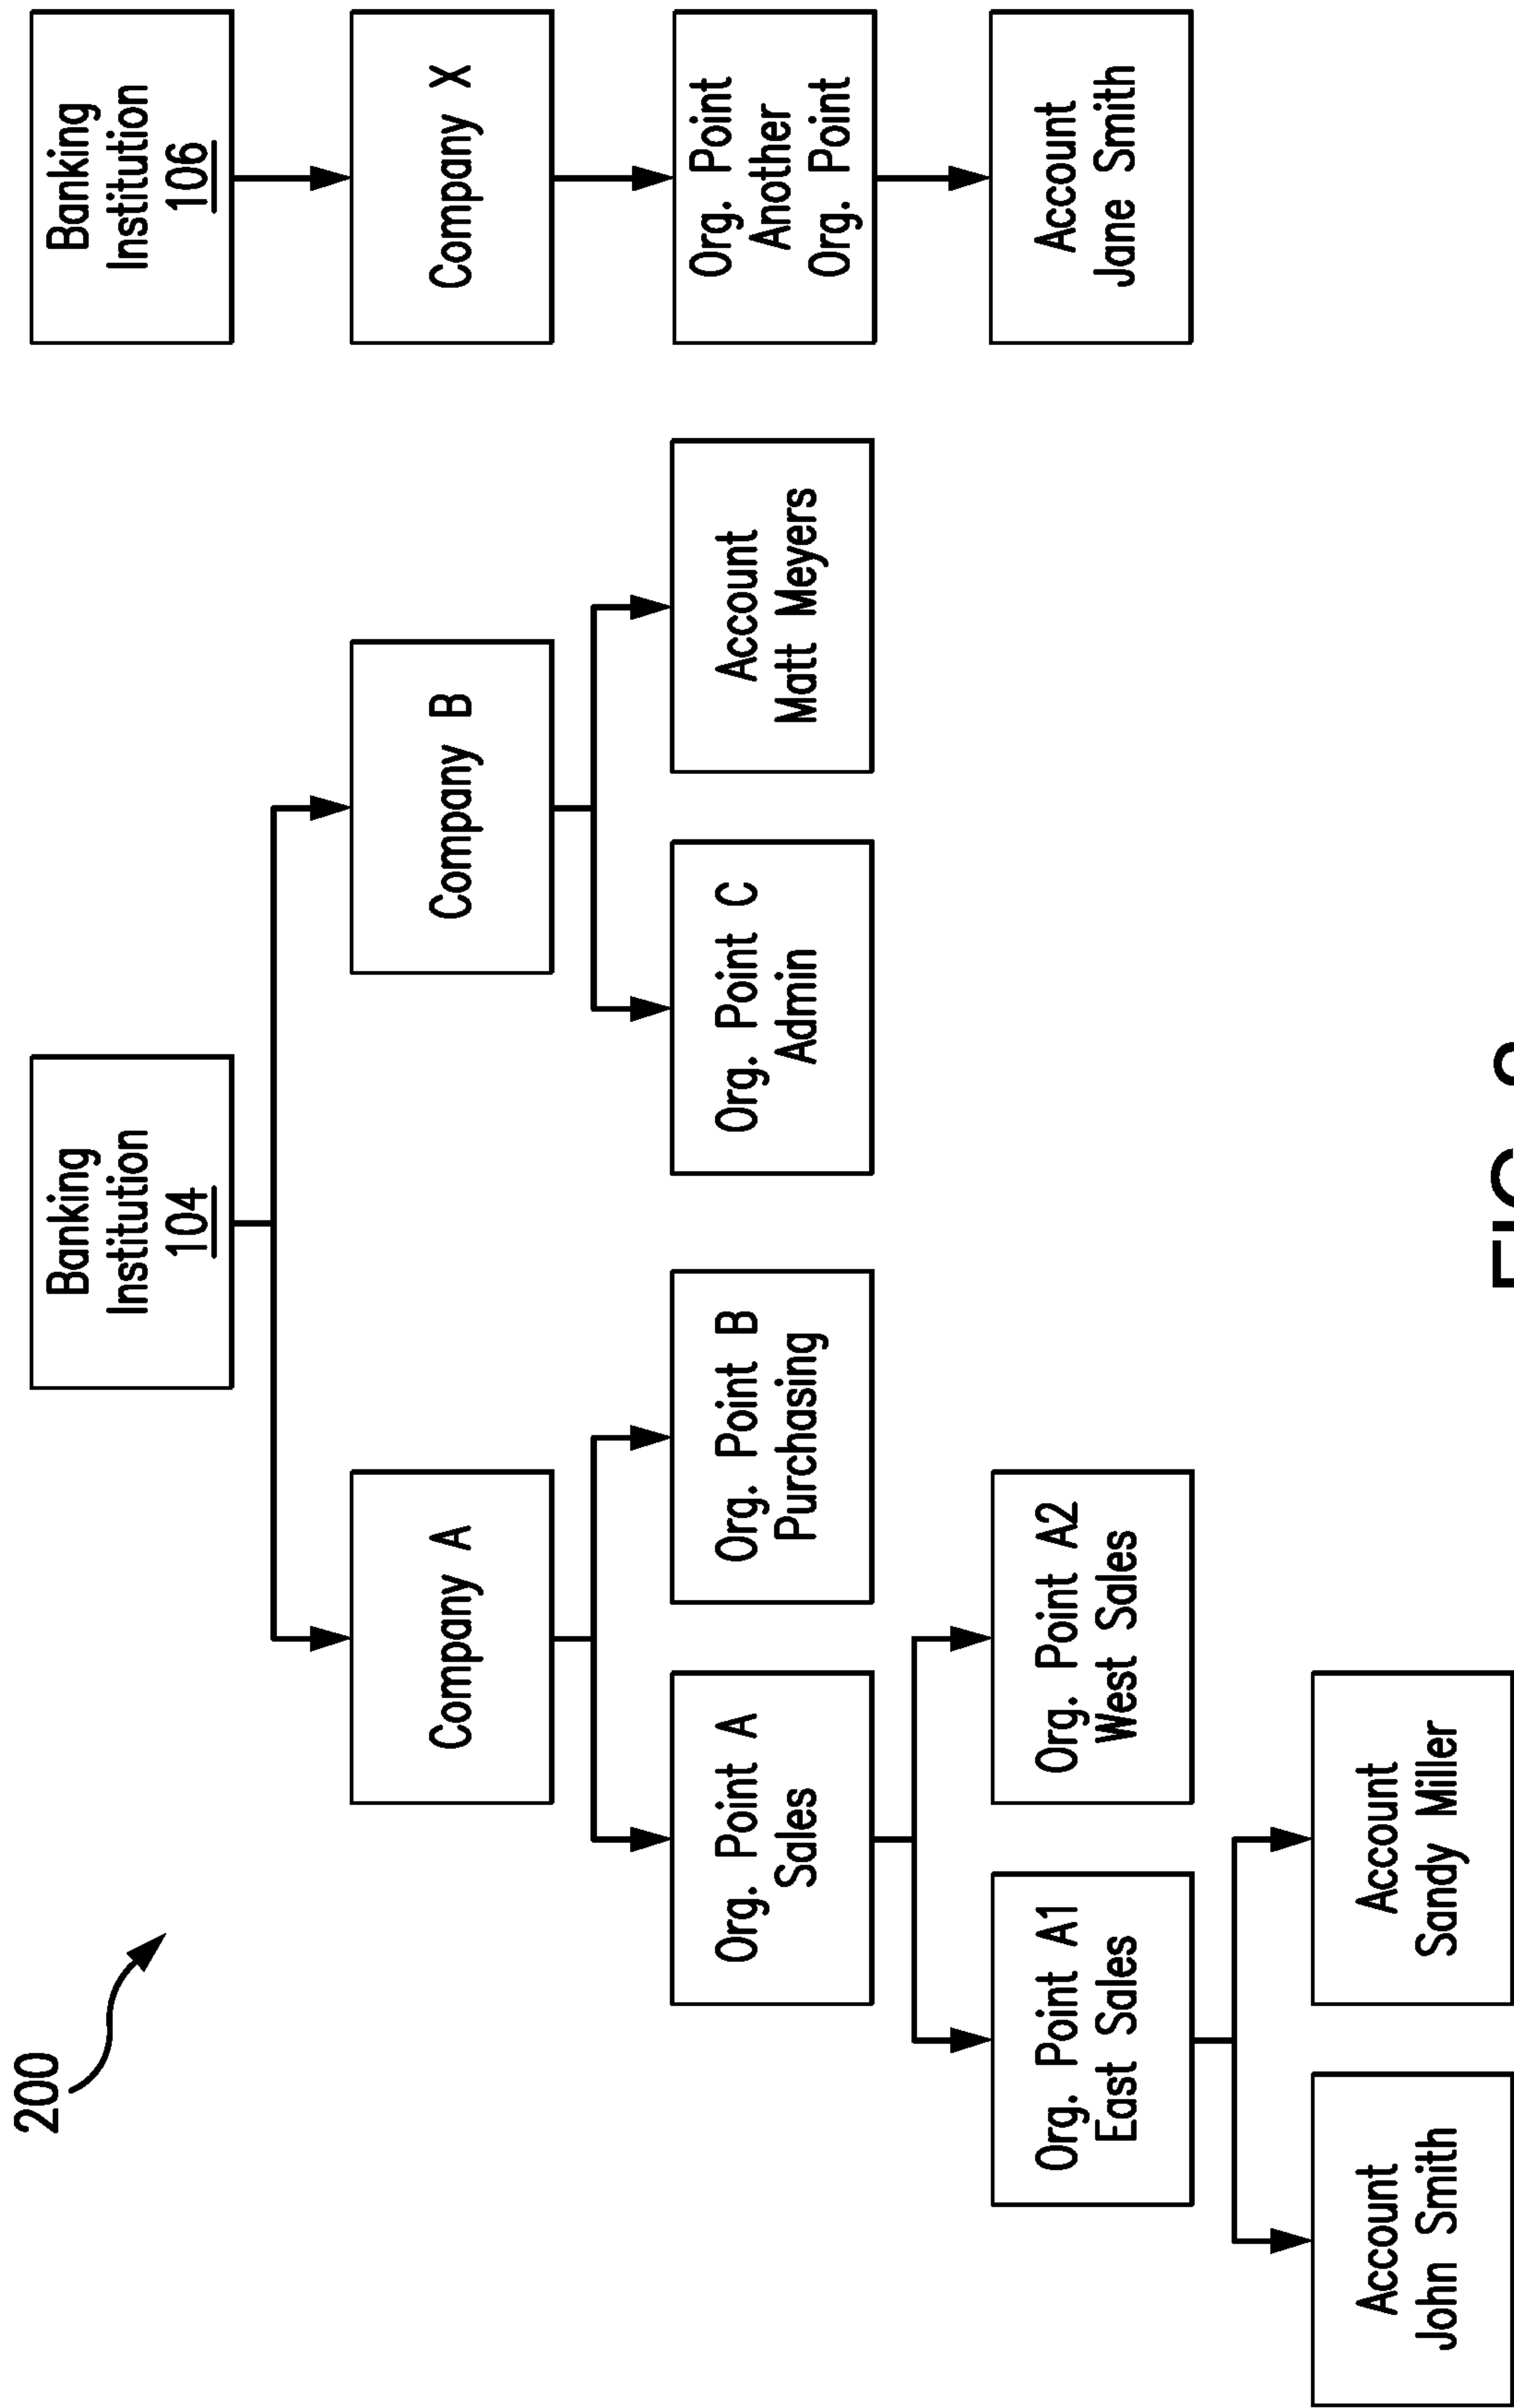 200
Banking
Institution
104
Banking
Institution
106
Company A
Company B
Company X
Org. Point A
Sales
Org. Point B
Purchasing
Org. Point C
Admin
Account
Matt Meyers
Org. Point
Another
Org. Point
Org. Point A1
East Sales
Org. Point A2
West Sales
Account
Jane Smith
Account
John Smith
Account
Sandy Miller